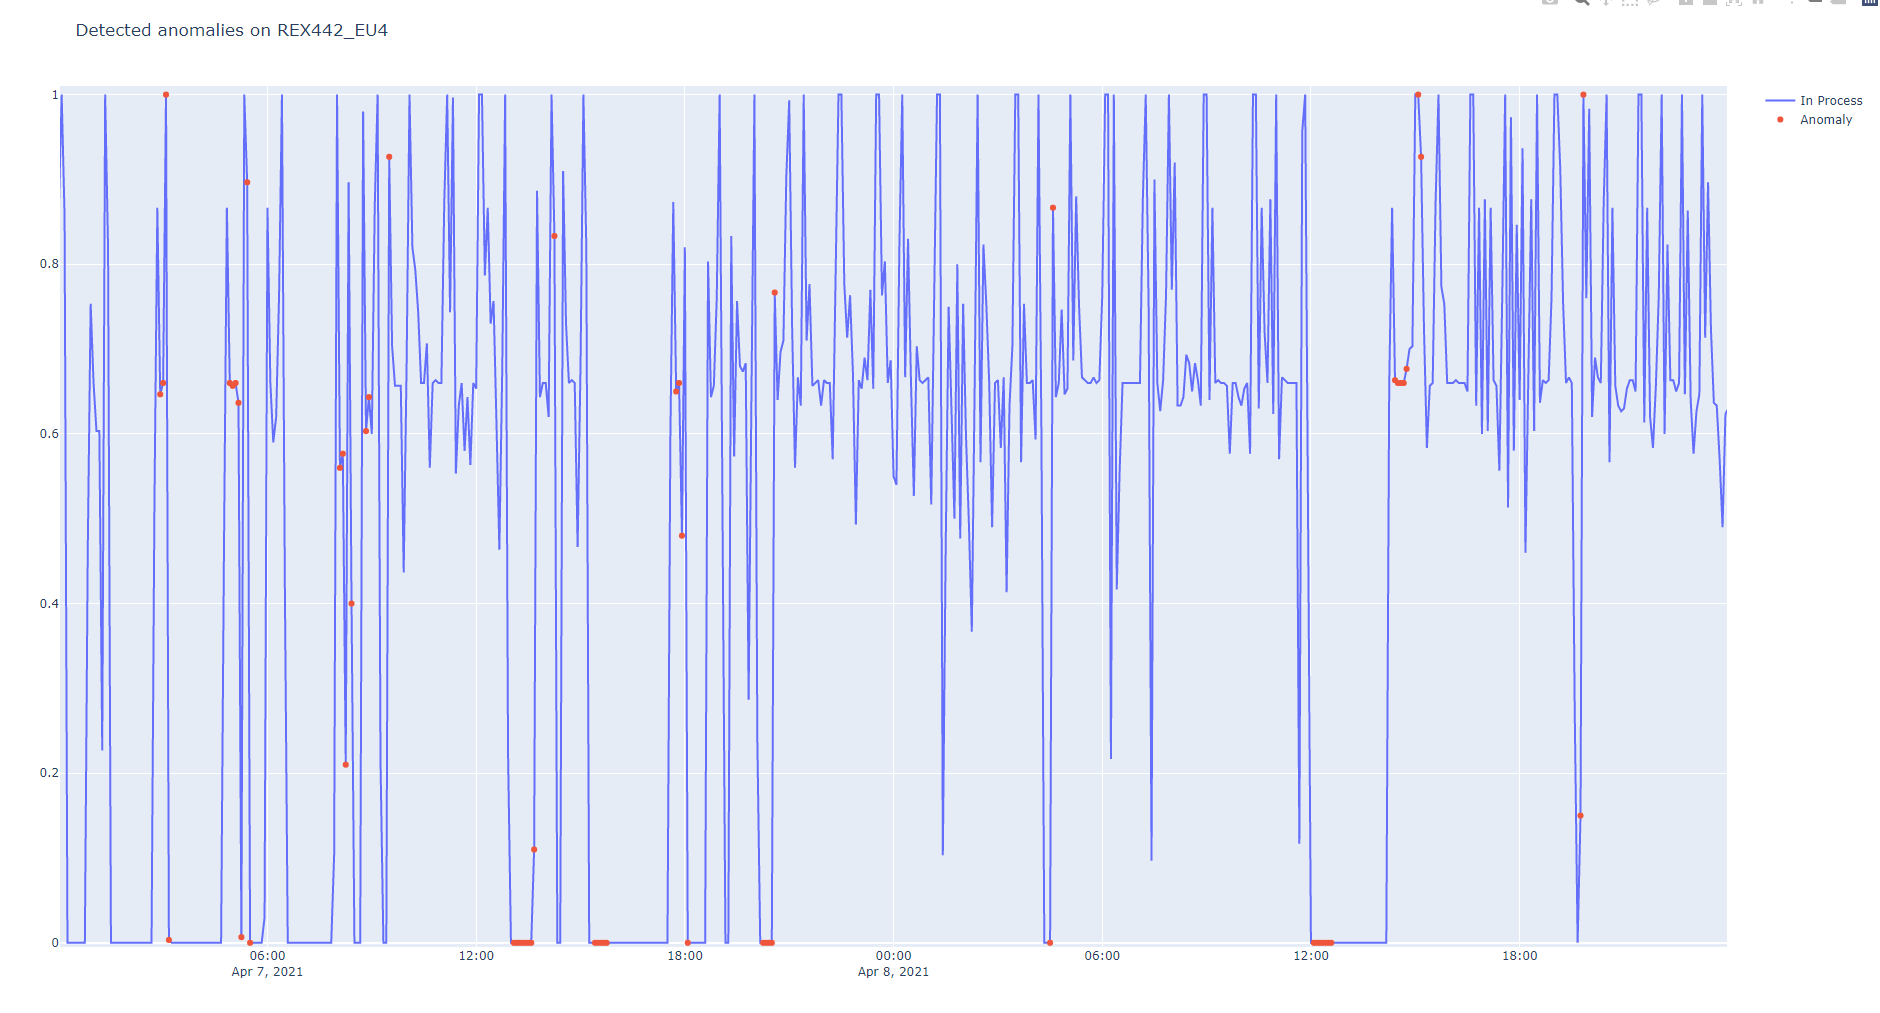 Detected anomalies on REX442_EU4
In Process
Anomaly
1
0.8
0.6
0.4
0.2
0
06:00
12:00
18:00
00:00
06:00
12:00
18:00
Apr 7, 2021
Apr 8, 2021